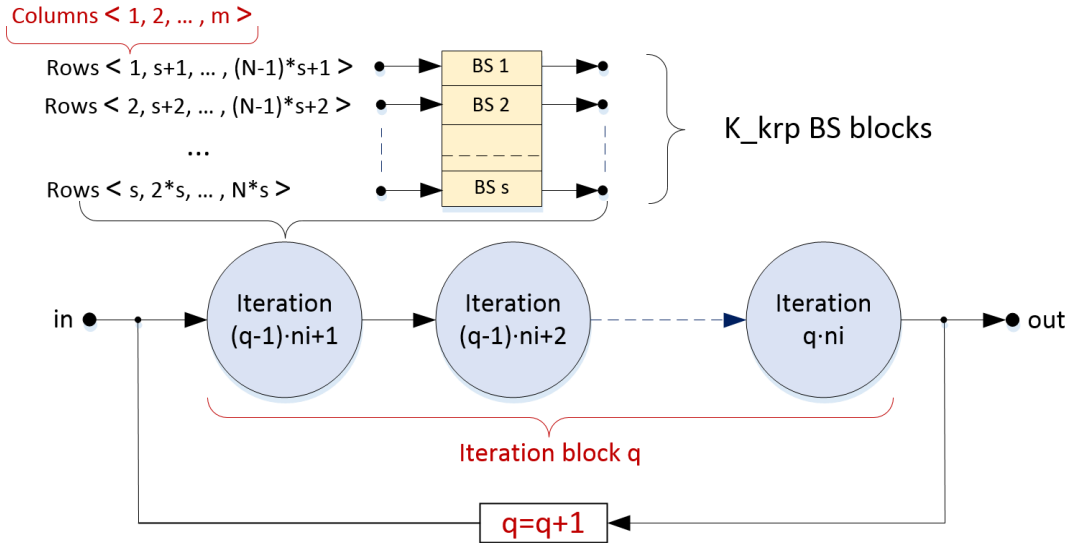 Columns < 1, 2, ... , m >
Rows < 1, s+1, ... , (N-1)*s+1 >
BS 1
Rows < 2, s+2, ... , (N-1)*s+2 >
BS 2
...
Rows < s, 2*s, ... , N*s >
BS s
K_krp BS blocks
in
Iteration
(q-1)·ni+1
Iteration
(q-1)·ni+2
Iteration
q·ni
out
Iteration block q
q=q+1